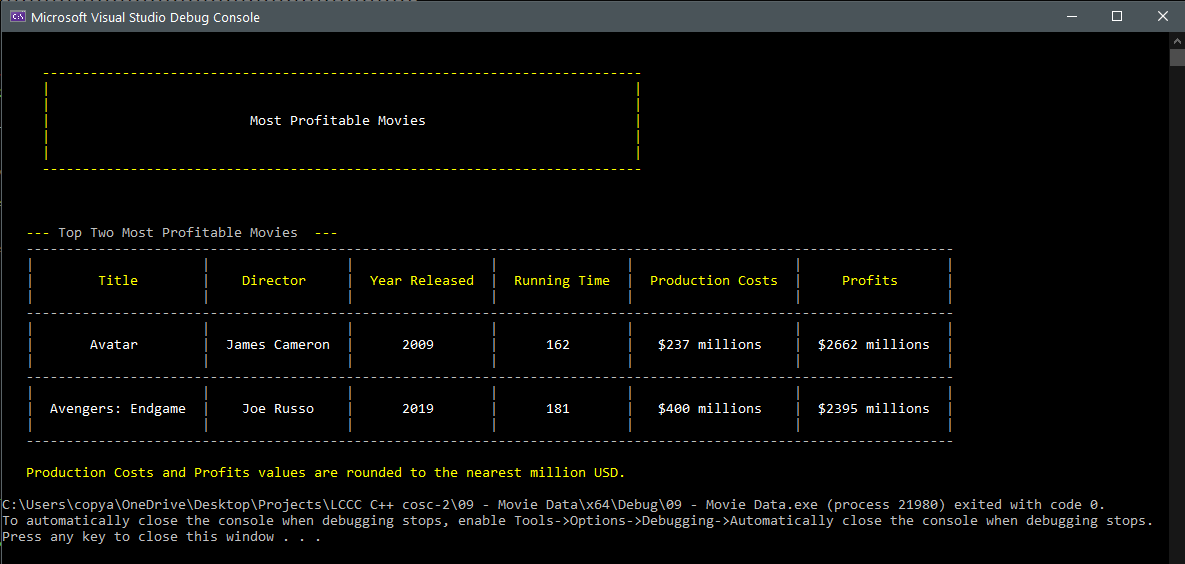 Microsoft Visual Studio Debug Console
Most Profitable Movies
--- Top Two Most Profitable Movies  ---
Title | Director | Year Released | Running Time | Production Costs | Profits
Avatar | James Cameron | 2009 | 162 | $237 millions | $2662 millions
Avengers: Endgame | Joe Russo | 2019 | 181 | $400 millions | $2395 millions
Production Costs and Profits values are rounded to the nearest million USD.
C:\Users\copya\OneDrive\Desktop\Projects\LCCC C++ cosc-2\09 - Movie Data\x64\Debug\09 - Movie Data.exe (process 21980) exited with code 0.
To automatically close the console when debugging stops, enable Tools->Options->Debugging->Automatically close the console when debugging stops.
Press any key to close this window . . .